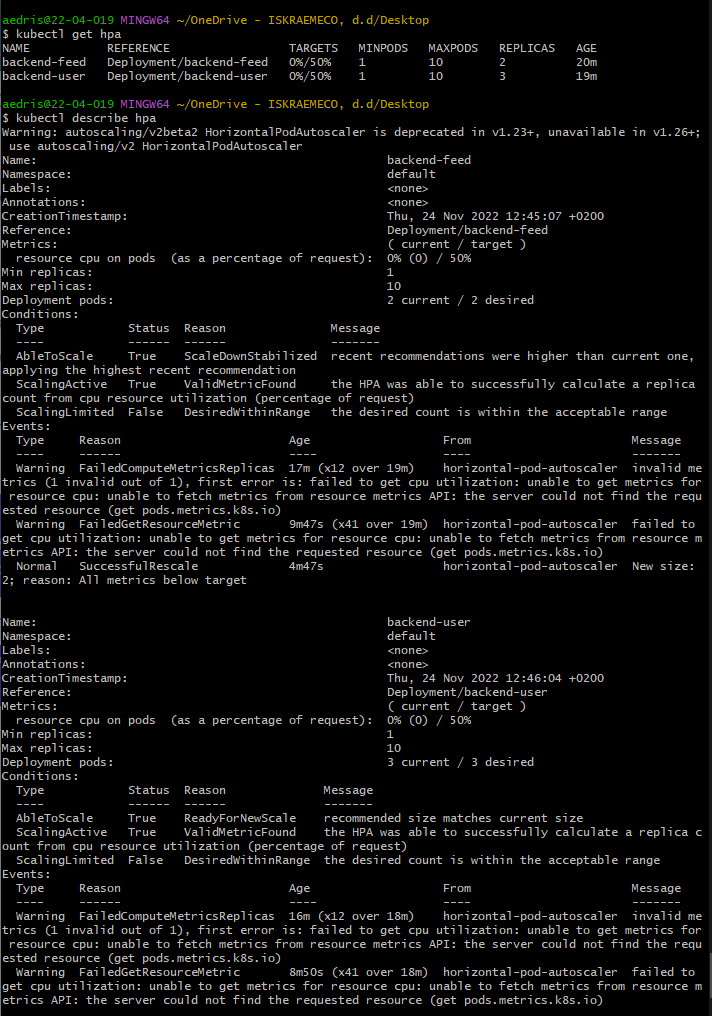 aedris@22-04-019 MINGW64 ~/OneDrive - ISKRAEMECO, d.d/Desktop
$ kubectl get hpa
NAME           REFERENCE                 TARGETS   MINPODS   MAXPODS   REPLICAS   AGE
backend-feed   Deployment/backend-feed   0%/50%    1         10        2          20m
backend-user   Deployment/backend-user   0%/50%    1         10        3          19m
aedris@22-04-019 MINGW64 ~/OneDrive - ISKRAEMECO, d.d/Desktop
$ kubectl describe hpa
Warning: autoscaling/v2beta2 HorizontalPodAutoscaler is deprecated in v1.23+, unavailable in v1.26+;
 use autoscaling/v2 HorizontalPodAutoscaler
Name:                                                  backend-feed
Namespace:                                             default
Labels:                                                <none>
Annotations:                                           <none>
CreationTimestamp:                                     Thu, 24 Nov 2022 12:45:07 +0200
Reference:                                             Deployment/backend-feed
Metrics:                                               ( current / target )
  resource cpu on pods  (as a percentage of request):  0% (0) / 50%
Min replicas:                                          1
Max replicas:                                          10
Deployment pods:                                       2 current / 2 desired
Conditions:
  Type            Status  Reason               Message
  ----            ------  ------               -------
  AbleToScale     True    ScaleDownStabilized  recent recommendations were higher than current one,
applying the highest recent recommendation
  ScalingActive   True    ValidMetricFound     the HPA was able to successfully calculate a replica
count from cpu resource utilization (percentage of request)
  ScalingLimited  False   DesiredWithinRange   the desired count is within the acceptable range
Events:
  Type     Reason                        Age                   From                       Message
  ----     ------                        ----                  ----                       -------
  Warning  FailedComputeMetricsReplicas  17m (x12 over 19m)    horizontal-pod-autoscaler  invalid me
trics (1 invalid out of 1), first error is: failed to get cpu utilization: unable to get metrics for
 resource cpu: unable to fetch metrics from resource metrics API: the server could not find the requ
ested resource (get pods.metrics.k8s.io)
  Warning  FailedGetResourceMetric       9m47s (x41 over 19m)  horizontal-pod-autoscaler  failed to
get cpu utilization: unable to get metrics for resource cpu: unable to fetch metrics from resource m
etrics API: the server could not find the requested resource (get pods.metrics.k8s.io)
  Normal   SuccessfulRescale             4m47s                 horizontal-pod-autoscaler  New size:
2; reason: All metrics below target
Name:                                                  backend-user
Namespace:                                             default
Labels:                                                <none>
Annotations:                                           <none>
CreationTimestamp:                                     Thu, 24 Nov 2022 12:46:04 +0200
Reference:                                             Deployment/backend-user
Metrics:                                               ( current / target )
  resource cpu on pods  (as a percentage of request):  0% (0) / 50%
Min replicas:                                          1
Max replicas:                                          10
Deployment pods:                                       3 current / 3 desired
Conditions:
  Type            Status  Reason              Message
  ----            ------  ------              -------
  AbleToScale     True    ReadyForNewScale    recommended size matches current size
  ScalingActive   True    ValidMetricFound    the HPA was able to successfully calculate a replica c
ount from cpu resource utilization (percentage of request)
  ScalingLimited  False   DesiredWithinRange  the desired count is within the acceptable range
Events:
  Type     Reason                        Age                   From                       Message
  ----     ------                        ----                  ----                       -------
  Warning  FailedComputeMetricsReplicas  16m (x12 over 18m)    horizontal-pod-autoscaler  invalid me
trics (1 invalid out of 1), first error is: failed to get cpu utilization: unable to get metrics for
 resource cpu: unable to fetch metrics from resource metrics API: the server could not find the requ
ested resource (get pods.metrics.k8s.io)
  Warning  FailedGetResourceMetric       8m50s (x41 over 18m)  horizontal-pod-autoscaler  failed to
get cpu utilization: unable to get metrics for resource cpu: unable to fetch metrics from resource m
etrics API: the server could not find the requested resource (get pods.metrics.k8s.io)